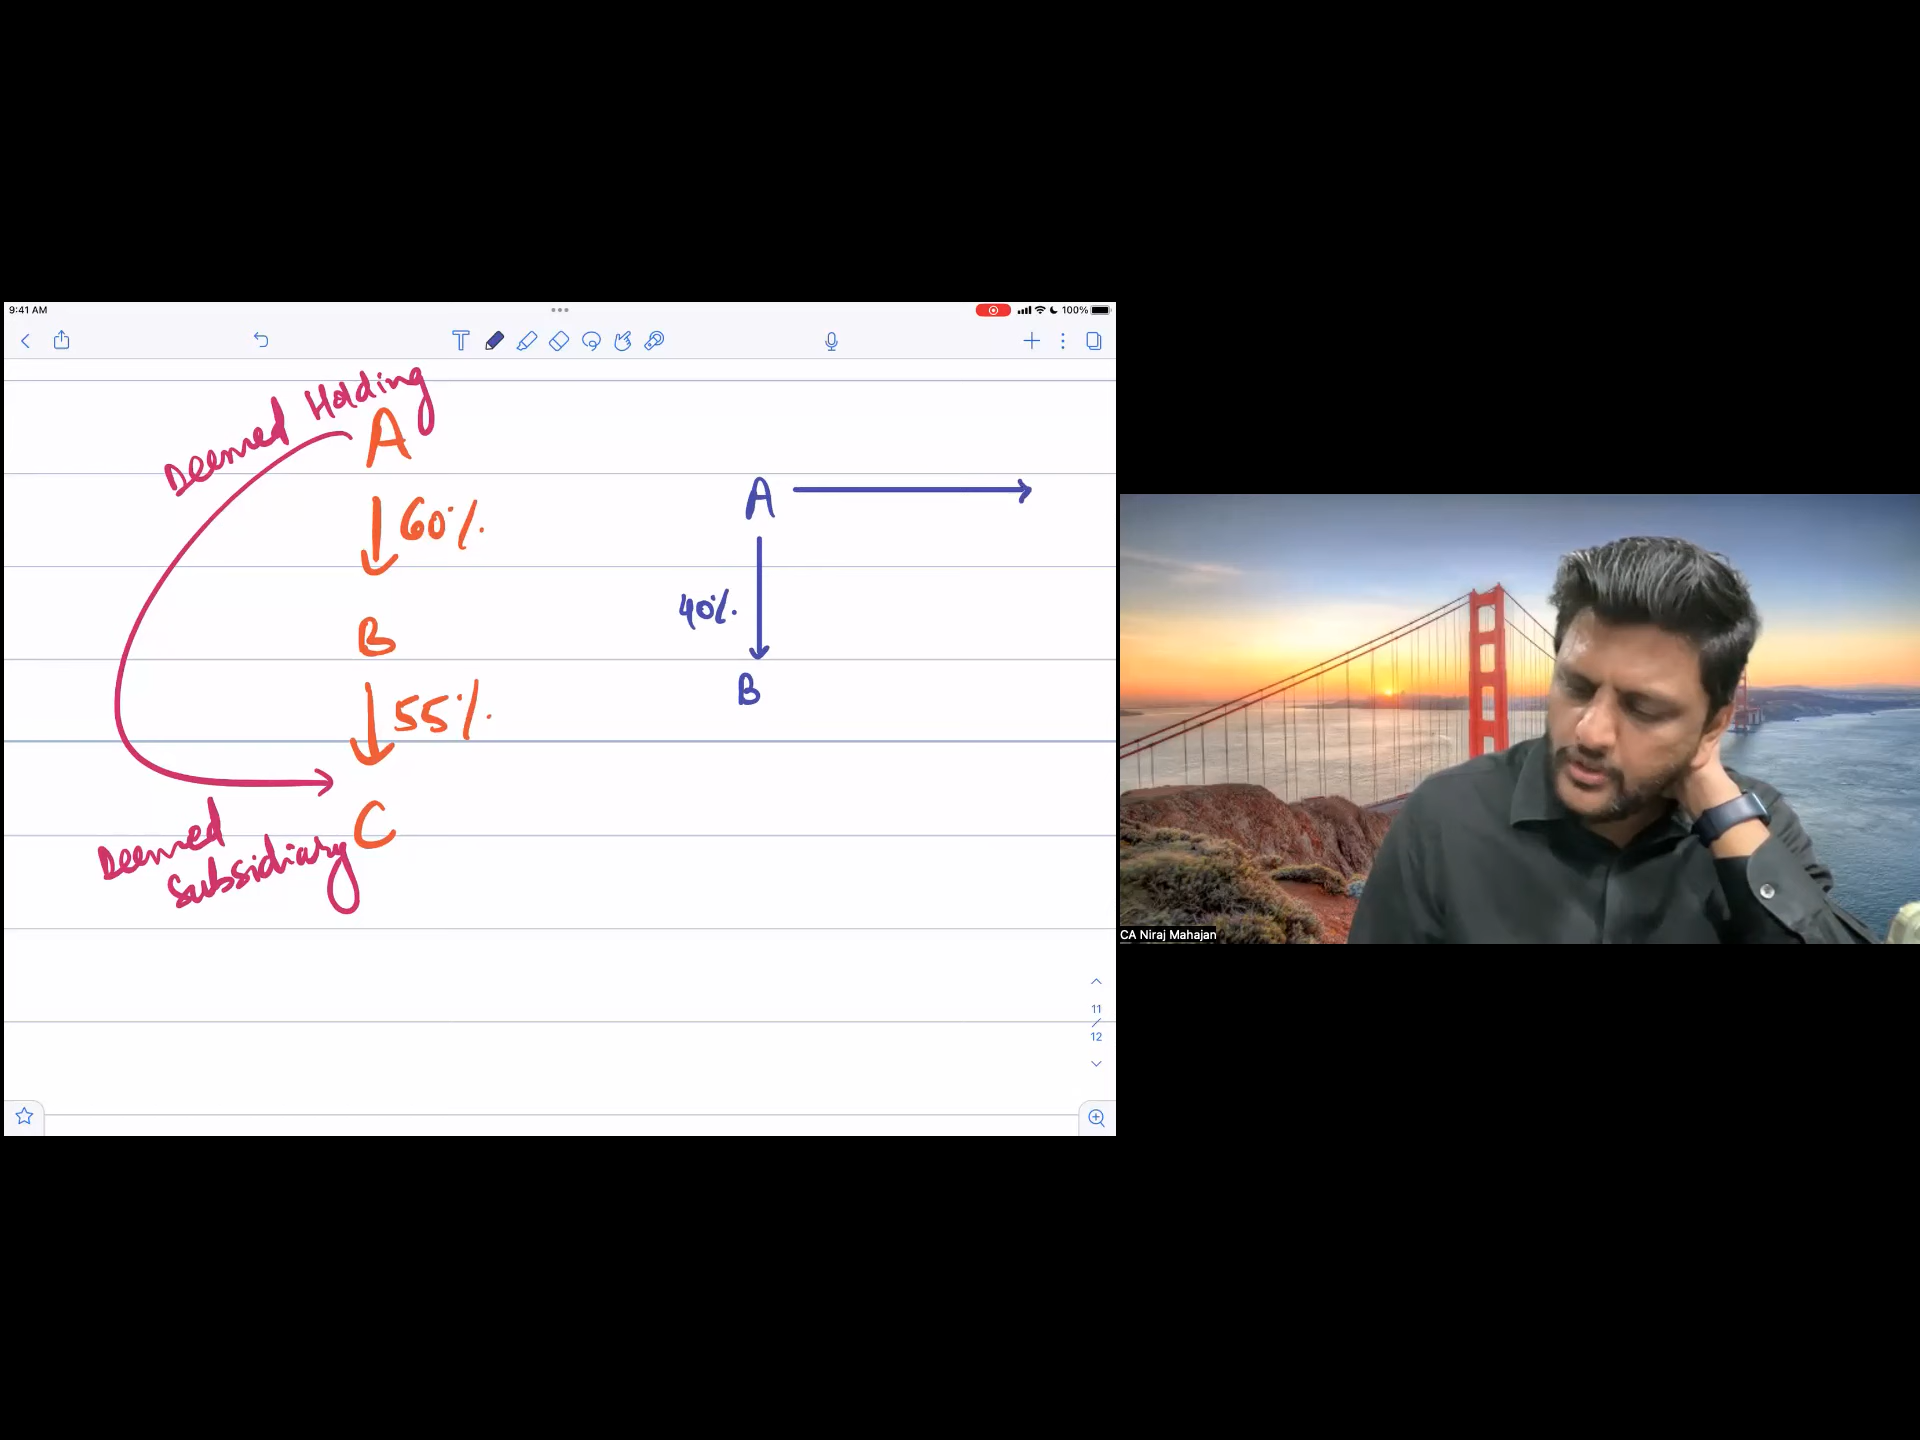 9:41 AM
100%
Deemed Holding
A
60%.
B
55%.
C
Deemed
Subsidiary
A
40%.
B
11
12
CA Niraj Mahajan